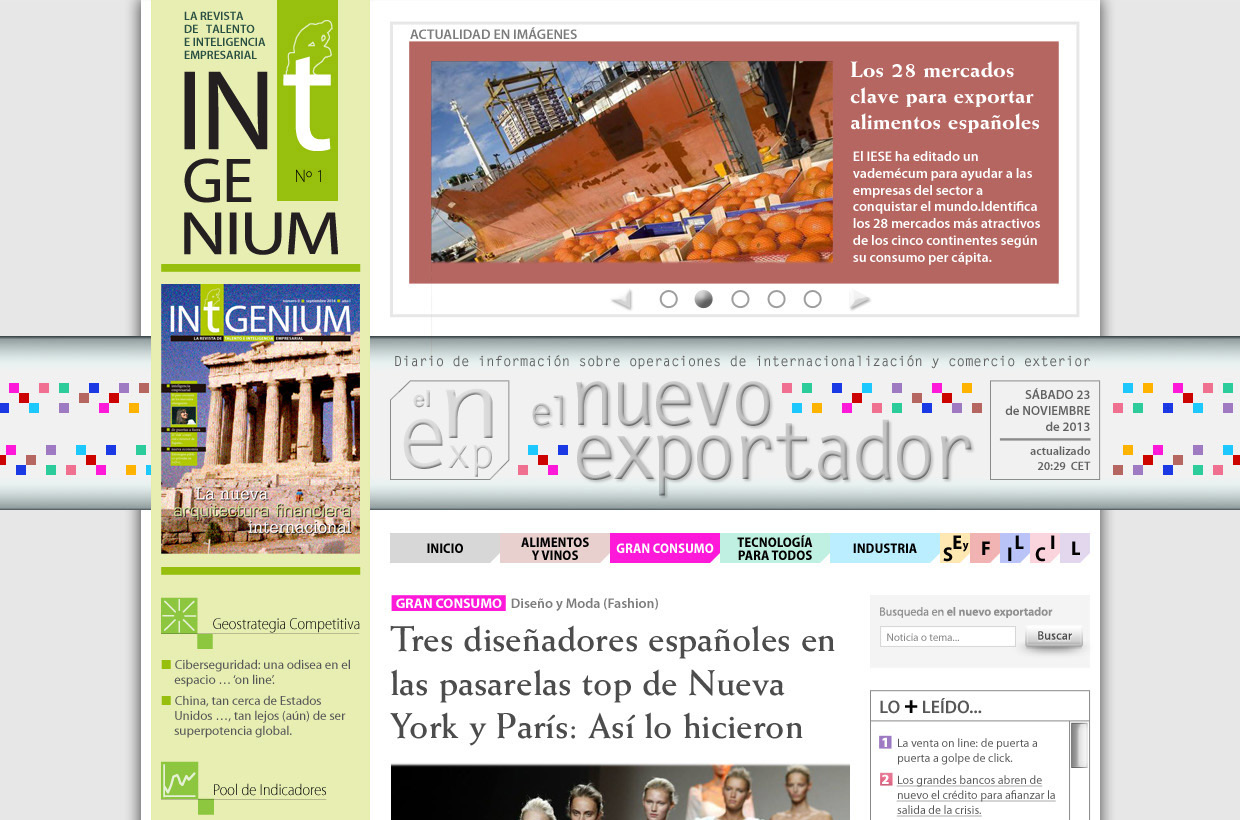 LA REVISTA
DE TALENTO
E INTELIGENCIA
EMPRESARIAL
INt
GE
Nº 1
NIUM
INtGENIUM
LA REVISTA DE TALENTO E INTELIGENCIA EMPRESARIAL
La nueva
arquitectura financiera
internacional
Geostrategia Competitiva
Ciberseguridad: una odisea en el
espacio … ‘on line’.
China, tan cerca de Estados
Unidos …, tan lejos (aún) de ser
superpotencia global.
Pool de Indicadores
ACTUALIDAD EN IMÁGENES
Los 28 mercados
clave para exportar
alimentos españoles
El IESE ha editado un
vademécum para ayudar a las
empresas del sector a
conquistar el mundo.Identifica
los 28 mercados más atractivos
de los cinco continentes según
su consumo per cápita.
Diario de información sobre operaciones de internacionalización y comercio exterior
el
en
exp
el nuevo
exportador
SÁBADO 23
de NOVIEMBRE
de 2013
actualizado
20:29 CET
INICIO
ALIMENTOS
Y VINOS
GRAN CONSUMO
TECNOLOGÍA
PARA TODOS
INDUSTRIA
SEy
F
IL
CI
L
GRAN CONSUMO Diseño y Moda (Fashion)
Tres diseñadores españoles en
las pasarelas top de Nueva
York y París: Así lo hicieron
Busqueda en el nuevo exportador
Noticia o tema...
Buscar
LO + LEÍDO...
1 La venta on line: de puerta a
puerta a golpe de click.
2 Los grandes bancos abren de
nuevo el crédito para afianzar la
salida de la crisis.